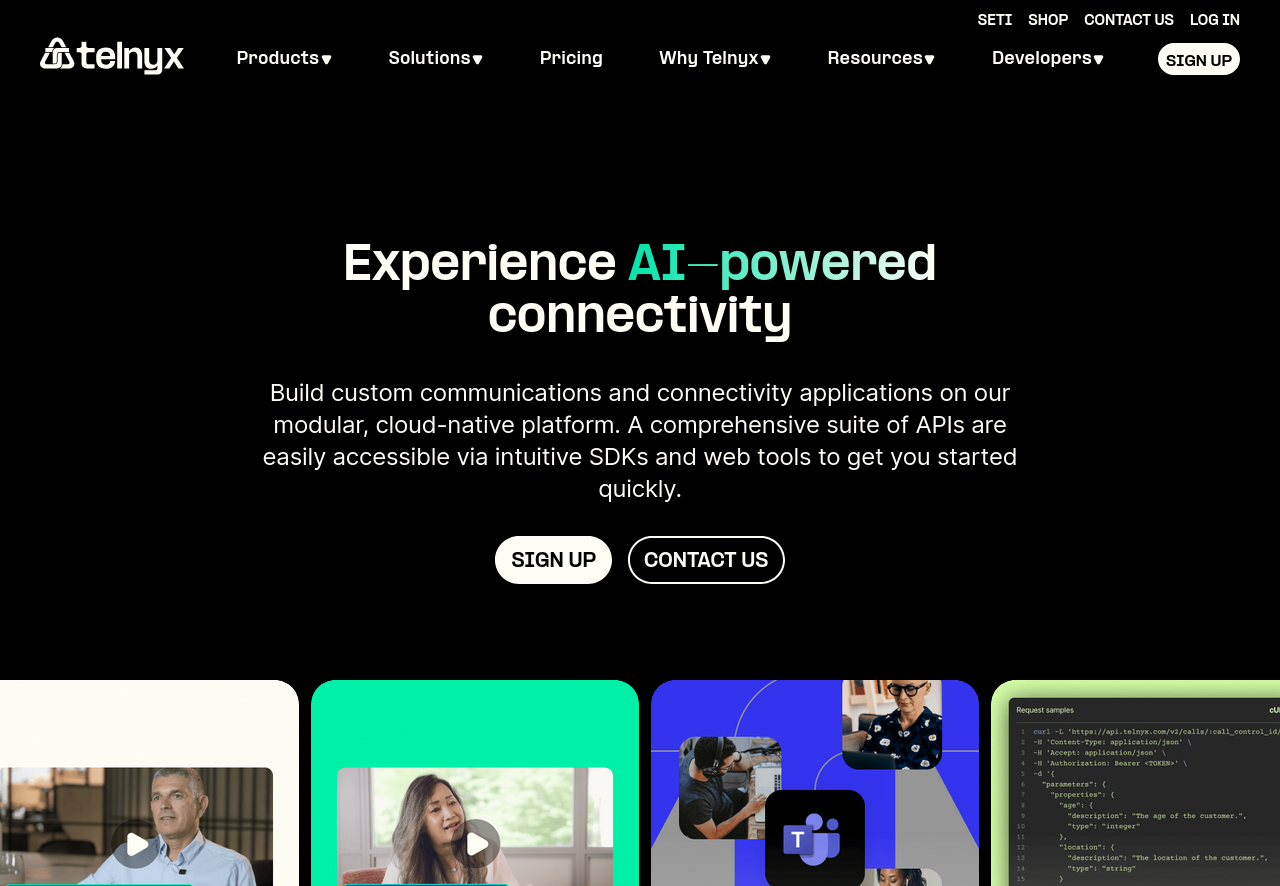 SETI SHOP CONTACT US LOG IN
telnyx Products Solutions Pricing Why Telnyx Resources Developers SIGN UP
Experience AI-powered
connectivity
Build custom communications and connectivity applications on our
modular, cloud-native platform. A comprehensive suite of APIs are
easily accessible via intuitive SDKs and web tools to get you started
quickly.
SIGN UP CONTACT US
T
Request samples
1 curl -L 'https://api.telnyx.com/v2/calls/:call_control_id/
2 -H 'Content-Type: application/json' \
3 -H 'Accept: application/json' \
4 -H 'Authorization: Bearer <TOKEN>' \
5 -d '{
6 "parameters": {
7 "properties": {
8 "age": {
9 "description": "The age of the customer.",
10 "type": "integer"
11 },
12 "location": {
13 "description": "The location of the customer.",
14 "type": "string"
15 }